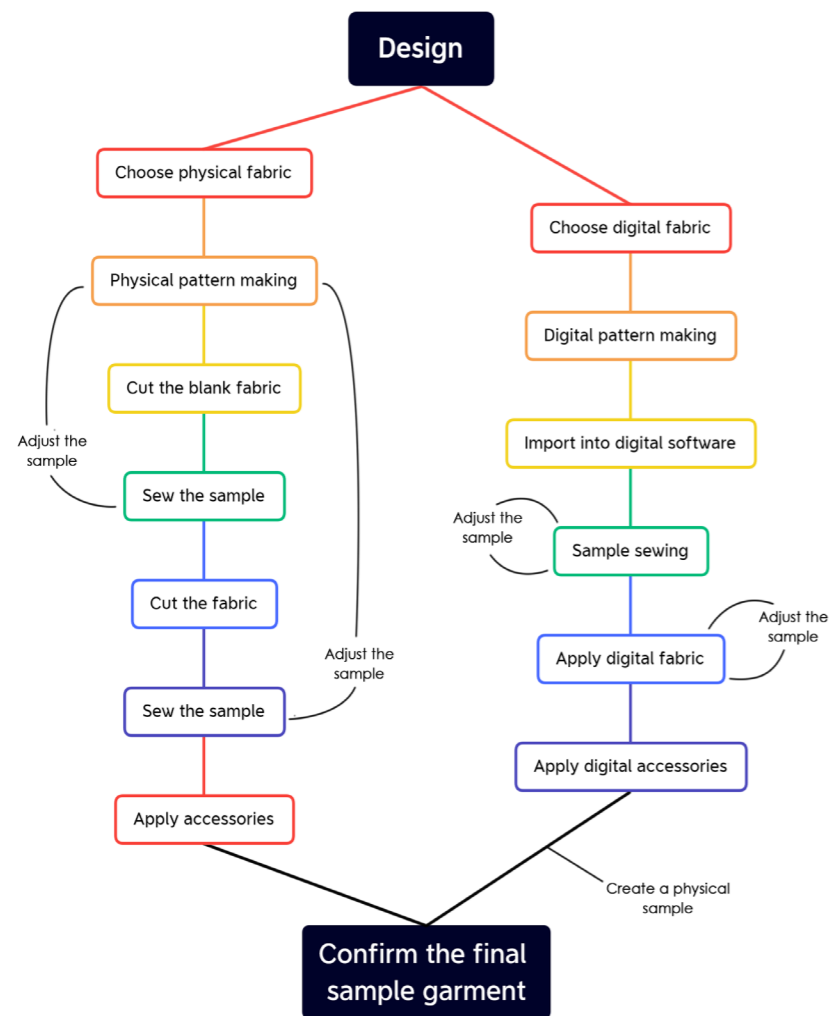 Design
Choose physical fabric
Physical pattern making
Cut the blank fabric
Adjust the
sample
Sew the sample
Cut the fabric
Adjust the
sample
Sew the sample
Apply accessories
Choose digital fabric
Digital pattern making
Import into digital software
Adjust the
sample
Sample sewing
Adjust the
sample
Apply digital fabric
Apply digital accessories
Create a physical
sample
Confirm the final
sample garment